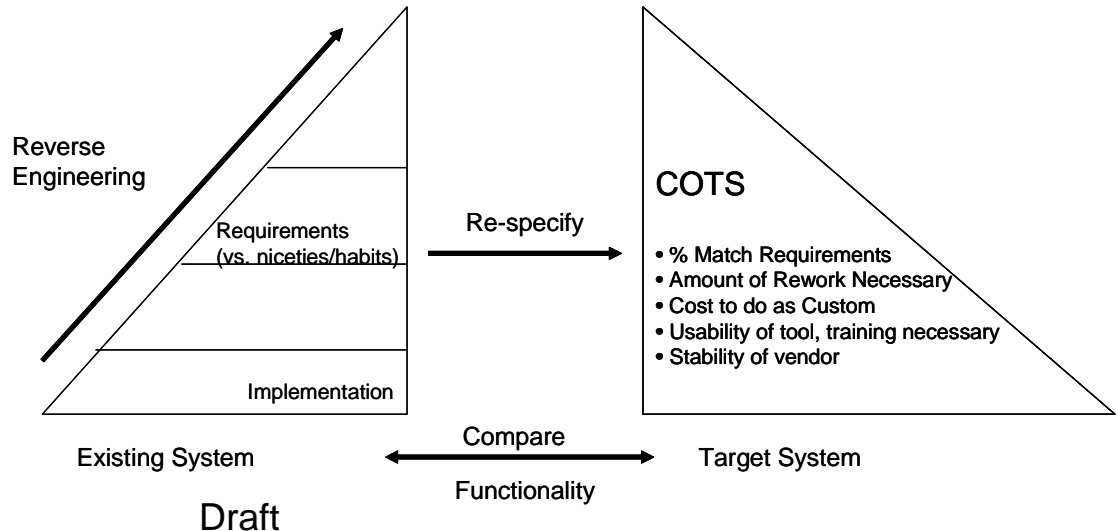 Reverse
Engineering
Requirements
(vs. niceties/habits)
Implementation
Re-specify
COTS
• % Match Requirements
• Amount of Rework Necessary
• Cost to do as Custom
• Usability of tool, training necessary
• Stability of vendor
Existing System
Compare
Functionality
Target System
Draft